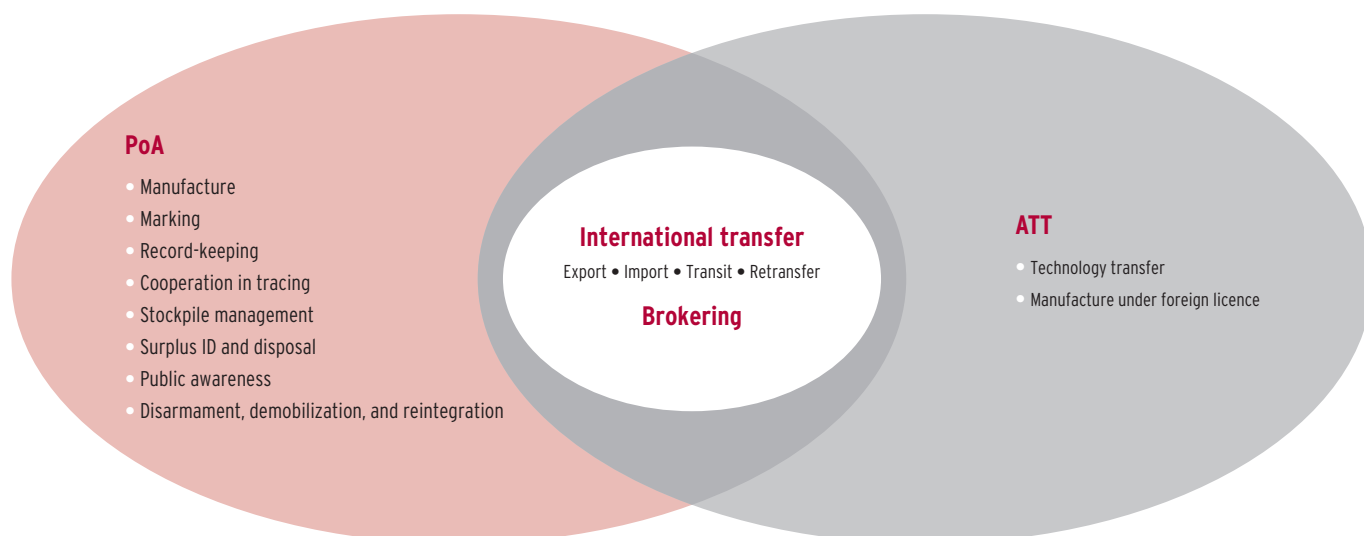 PoA
• Manufacture
• Marking
• Record-keeping
• Cooperation in tracing
• Stockpile management
• Surplus ID and disposal
• Public awareness
• Disarmament, demobilization, and reintegration
International transfer
Export • Import • Transit • Retransfer
Brokering
ATT
• Technology transfer
• Manufacture under foreign licence